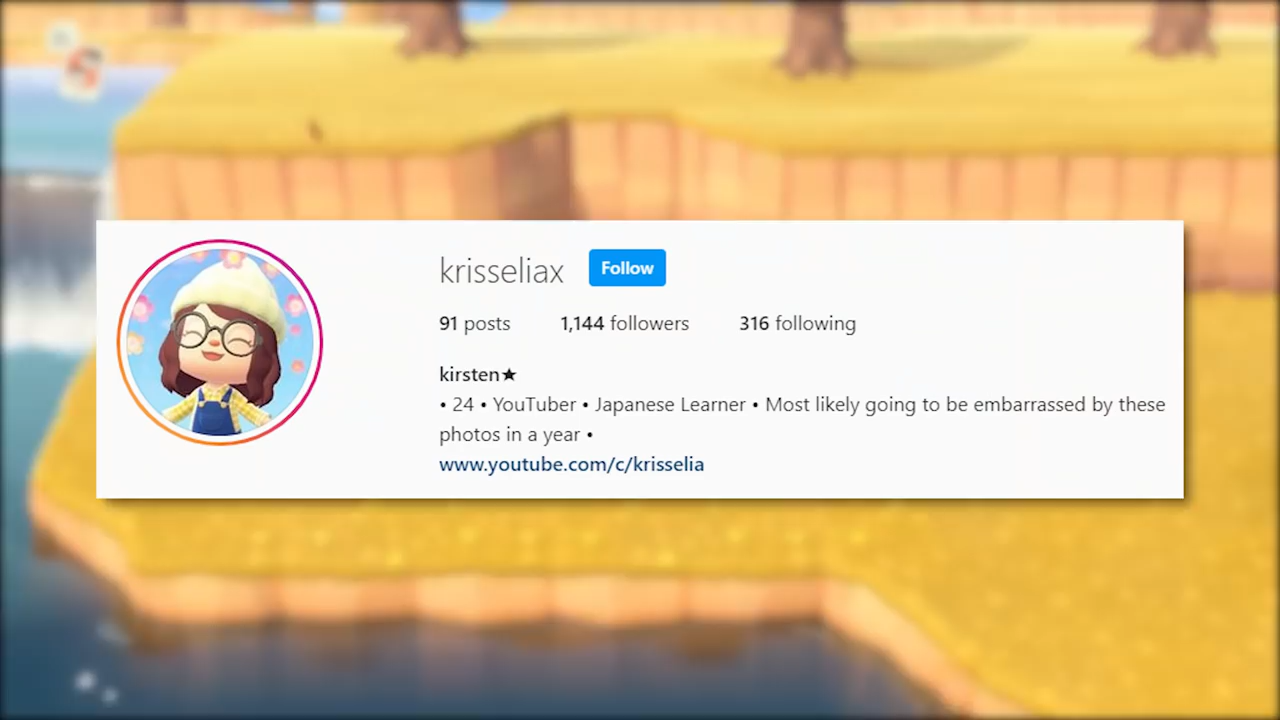 krisseliax Follow
91 posts 1,144 followers 316 following
kirsten★
• 24 • YouTuber • Japanese Learner • Most likely going to be embarrassed by these
photos in a year •
www.youtube.com/c/krisselia